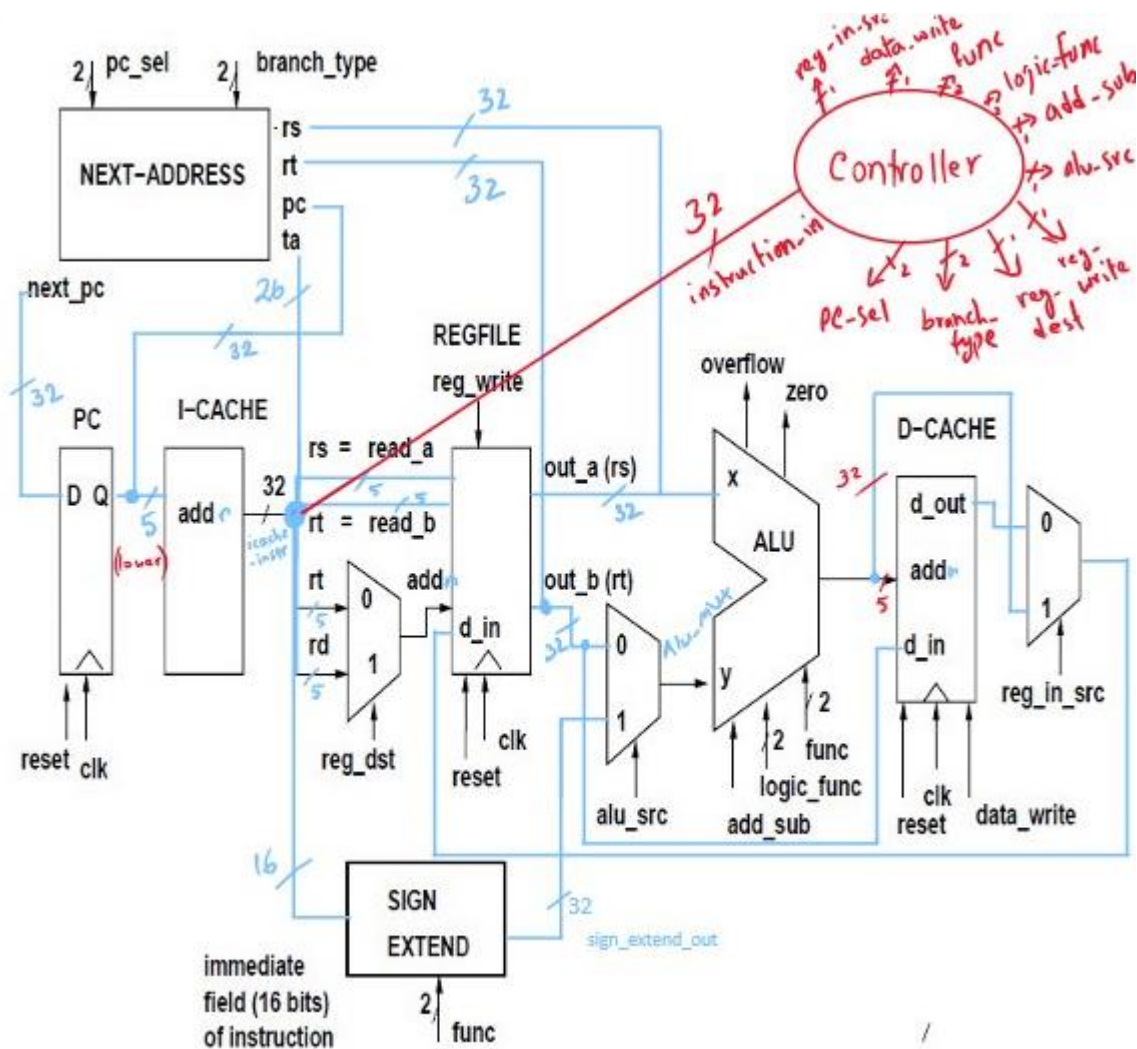 2 pc_sel
2 branch_type
NEXT-ADDRESS
rs
rt
pc
ta
next_pc
32
32
26
32
32
reg-in-src
1
data-write
1
func
2
logic-func
2
add-sub
1
alu-src
1
Controller
32
instruction-in
PC-sel
2
branch-type
2
reg-dest
1
reg-write
1
PC
D Q
5
(lower)
reset clk
I-CACHE
addr
32
icache-instr
REGFILE
reg_write
rs = read_a
5
rt = read_b
5
rt
5
rd
5
0
1
reg_dst
addr
d_in
reset
clk
out_a (rs)
32
out_b (rt)
32
0
1
alu_src
Alu_mux
overflow
zero
x
ALU
y
add_sub
2
logic_func
2
func
32
5
D-CACHE
d_out
addr
d_in
clk
reset
data_write
0
1
reg_in_src
16
SIGN
EXTEND
32
sign_extend_out
immediate
field (16 bits)
of instruction
2
func
/